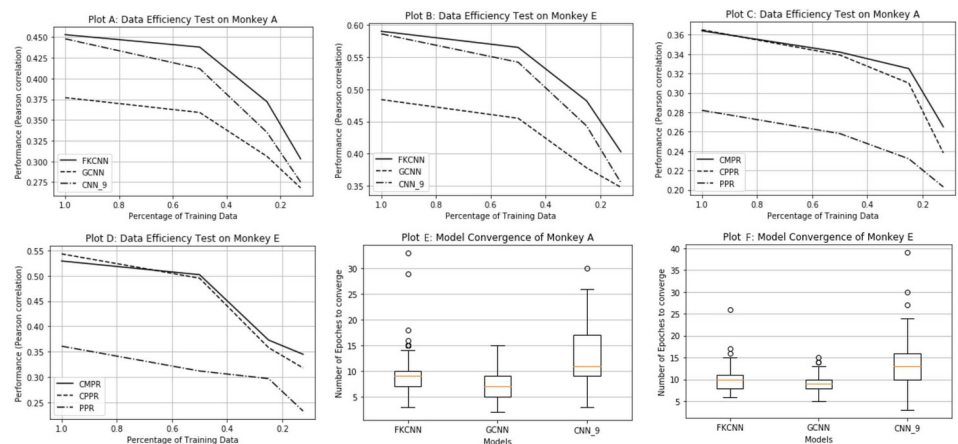 Plot A: Data Efficiency Test on Monkey A
Performance (Pearson correlation)
0.450
0.425
0.400
0.375
0.350
0.325
0.300
0.275
FKCNN
GCNN
CNN_9
1.0 0.8 0.6 0.4 0.2
Percentage of Training Data
Plot B: Data Efficiency Test on Monkey E
Performance (Pearson correlation)
0.60
0.55
0.50
0.45
0.40
0.35
FKCNN
GCNN
CNN_9
1.0 0.8 0.6 0.4 0.2
Percentage of Training Data
Plot C: Data Efficiency Test on Monkey A
Performance (Pearson correlation)
0.36
0.34
0.32
0.30
0.28
0.26
0.24
0.22
0.20
CMPR
CPPR
PPR
1.0 0.8 0.6 0.4 0.2
Percentage of Training Data
Plot D: Data Efficiency Test on Monkey E
Performance (Pearson correlation)
0.55
0.50
0.45
0.40
0.35
0.30
0.25
CMPR
CPPR
PPR
1.0 0.8 0.6 0.4 0.2
Percentage of Training Data
Plot E: Model Convergence of Monkey A
Number of Epoches to converge
30
25
20
15
10
5
FKCNN GCNN CNN_9
Models
Plot F: Model Convergence of Monkey E
Number of Epoches to converge
40
35
30
25
20
15
10
5
FKCNN GCNN CNN_9
Models